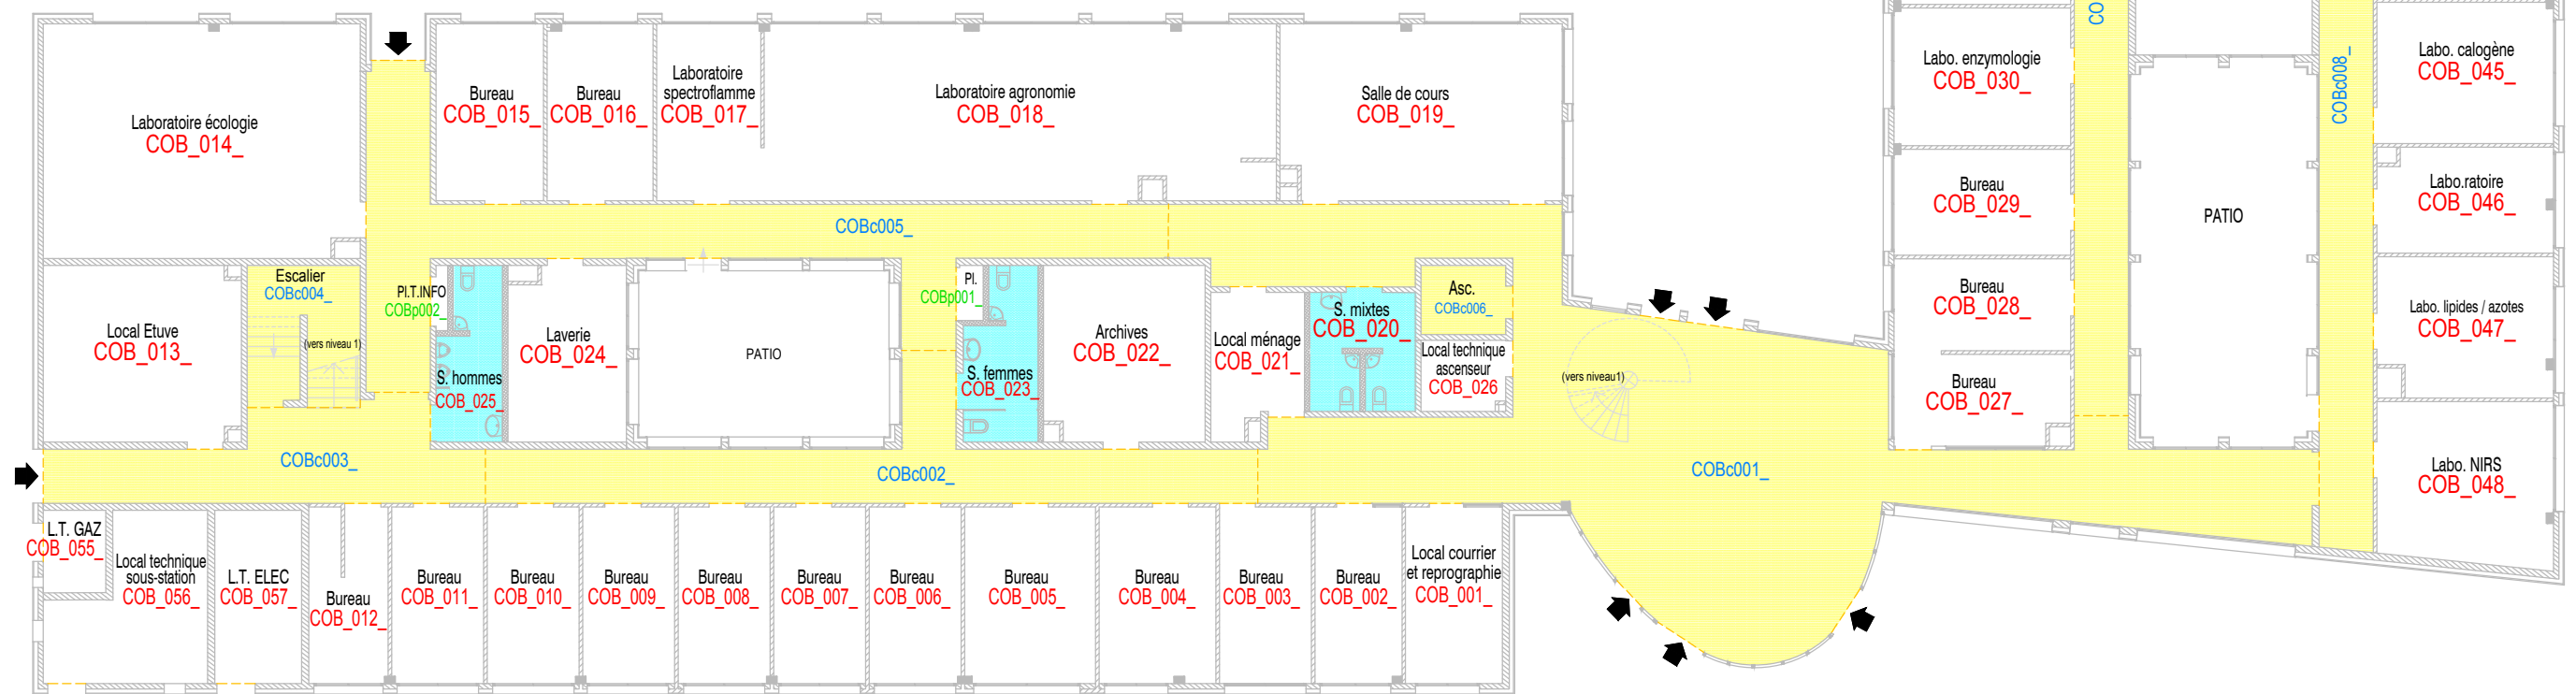 Laboratoire écologie
COB_014_
Bureau
COB_015_
Bureau
COB_016_
Laboratoire
spectroflamme
COB_017_
Laboratoire agronomie
COB_018_
Salle de cours
COB_019_
Labo. enzymologie
COB_030_
CO
COBc008_
Labo. calogène
COB_045_
Bureau
COB_029_
PATIO
Labo.ratoire
COB_046_
COBc005_
Escalier
COBc004_
(vers niveau 1)
Pl.T.INFO
COBp002_
Local Etuve
COB_013_
S. hommes
COB_025_
Laverie
COB_024_
PATIO
Pl.
COBp001_
S. femmes
COB_023_
Archives
COB_022_
Local ménage
COB_021_
S. mixtes
COB_020_
Asc.
COBc006_
Local technique
ascenseur
COB_026
(vers niveau1)
Bureau
COB_028_
Bureau
COB_027_
Labo. lipides / azotes
COB_047_
Labo. NIRS
COB_048_
COBc003_
COBc002_
COBc001_
L.T. GAZ
COB_055_
Local technique
sous-station
COB_056_
L.T. ELEC
COB_057_
Bureau
COB_012_
Bureau
COB_011_
Bureau
COB_010_
Bureau
COB_009_
Bureau
COB_008_
Bureau
COB_007_
Bureau
COB_006_
Bureau
COB_005_
Bureau
COB_004_
Bureau
COB_003_
Bureau
COB_002_
Local courrier
et reprographie
COB_001_